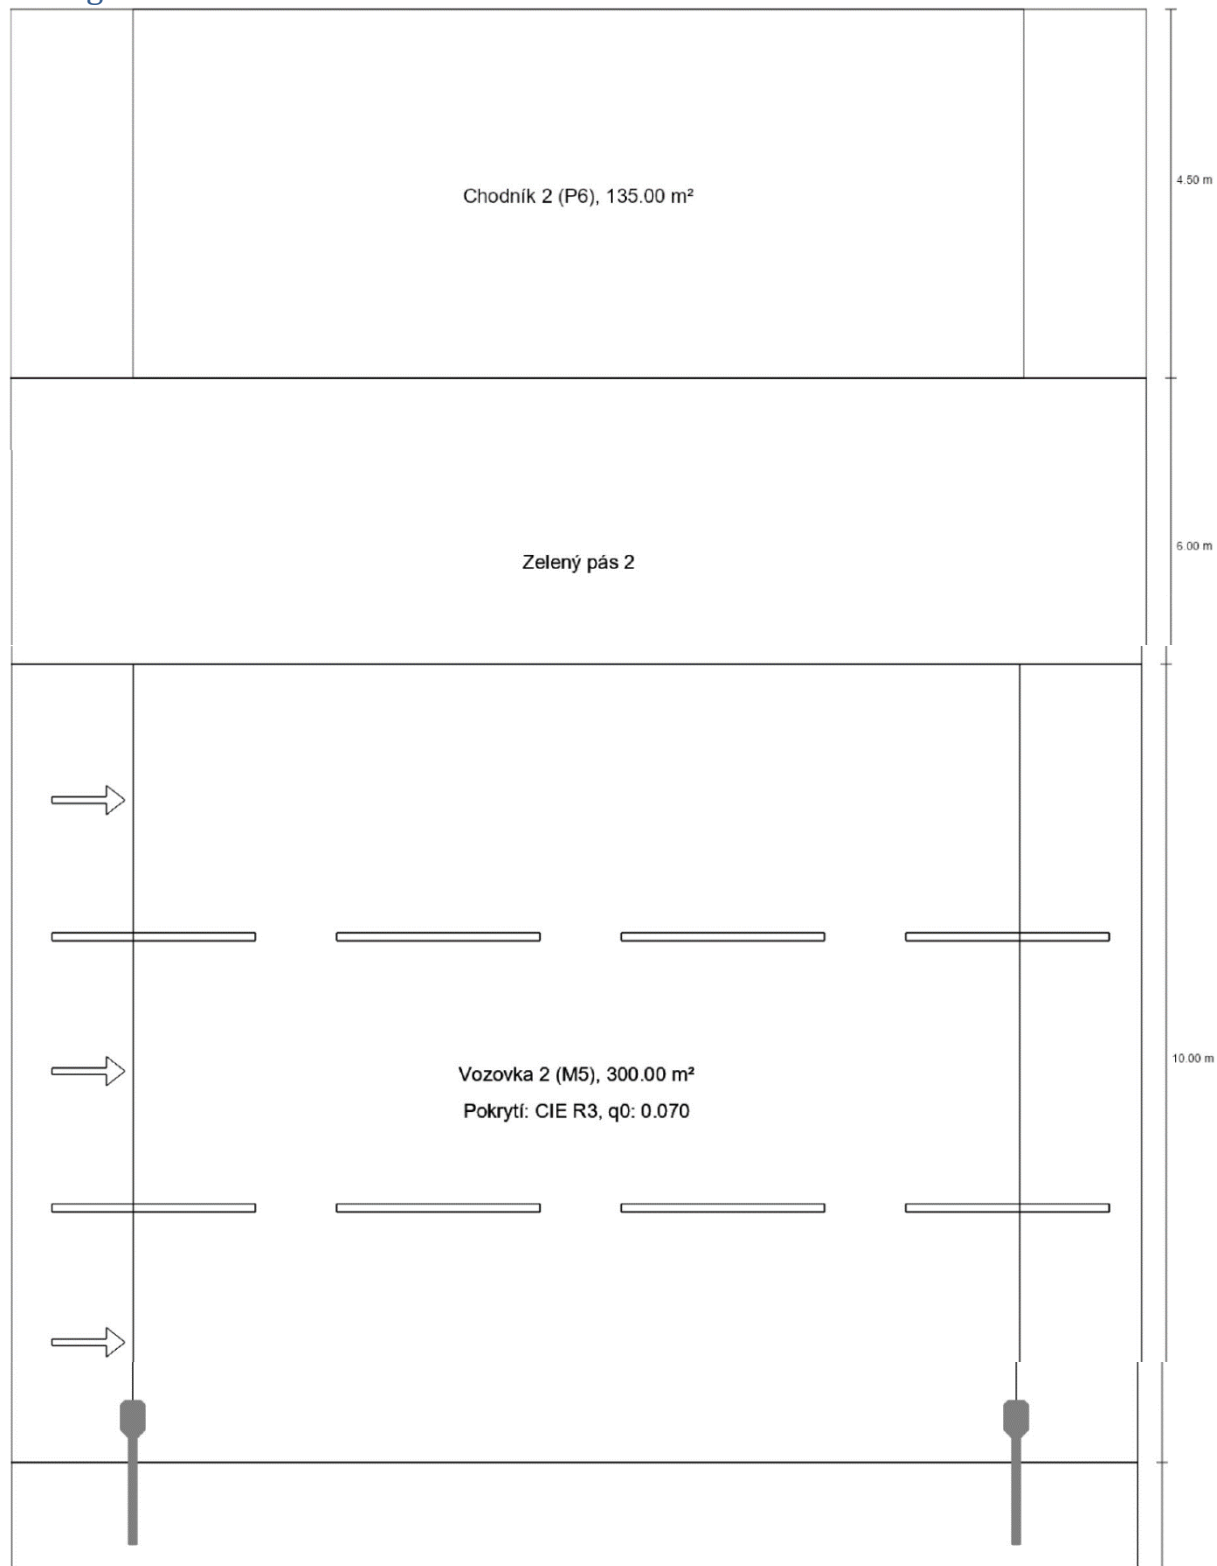 Chodník 2 (P6), 135.00 m²
4.50 m
Zelený pás 2
6.00 m
Vozovka 2 (M5), 300.00 m²
10.00 m
Pokrytí: CIE R3, q0: 0.070